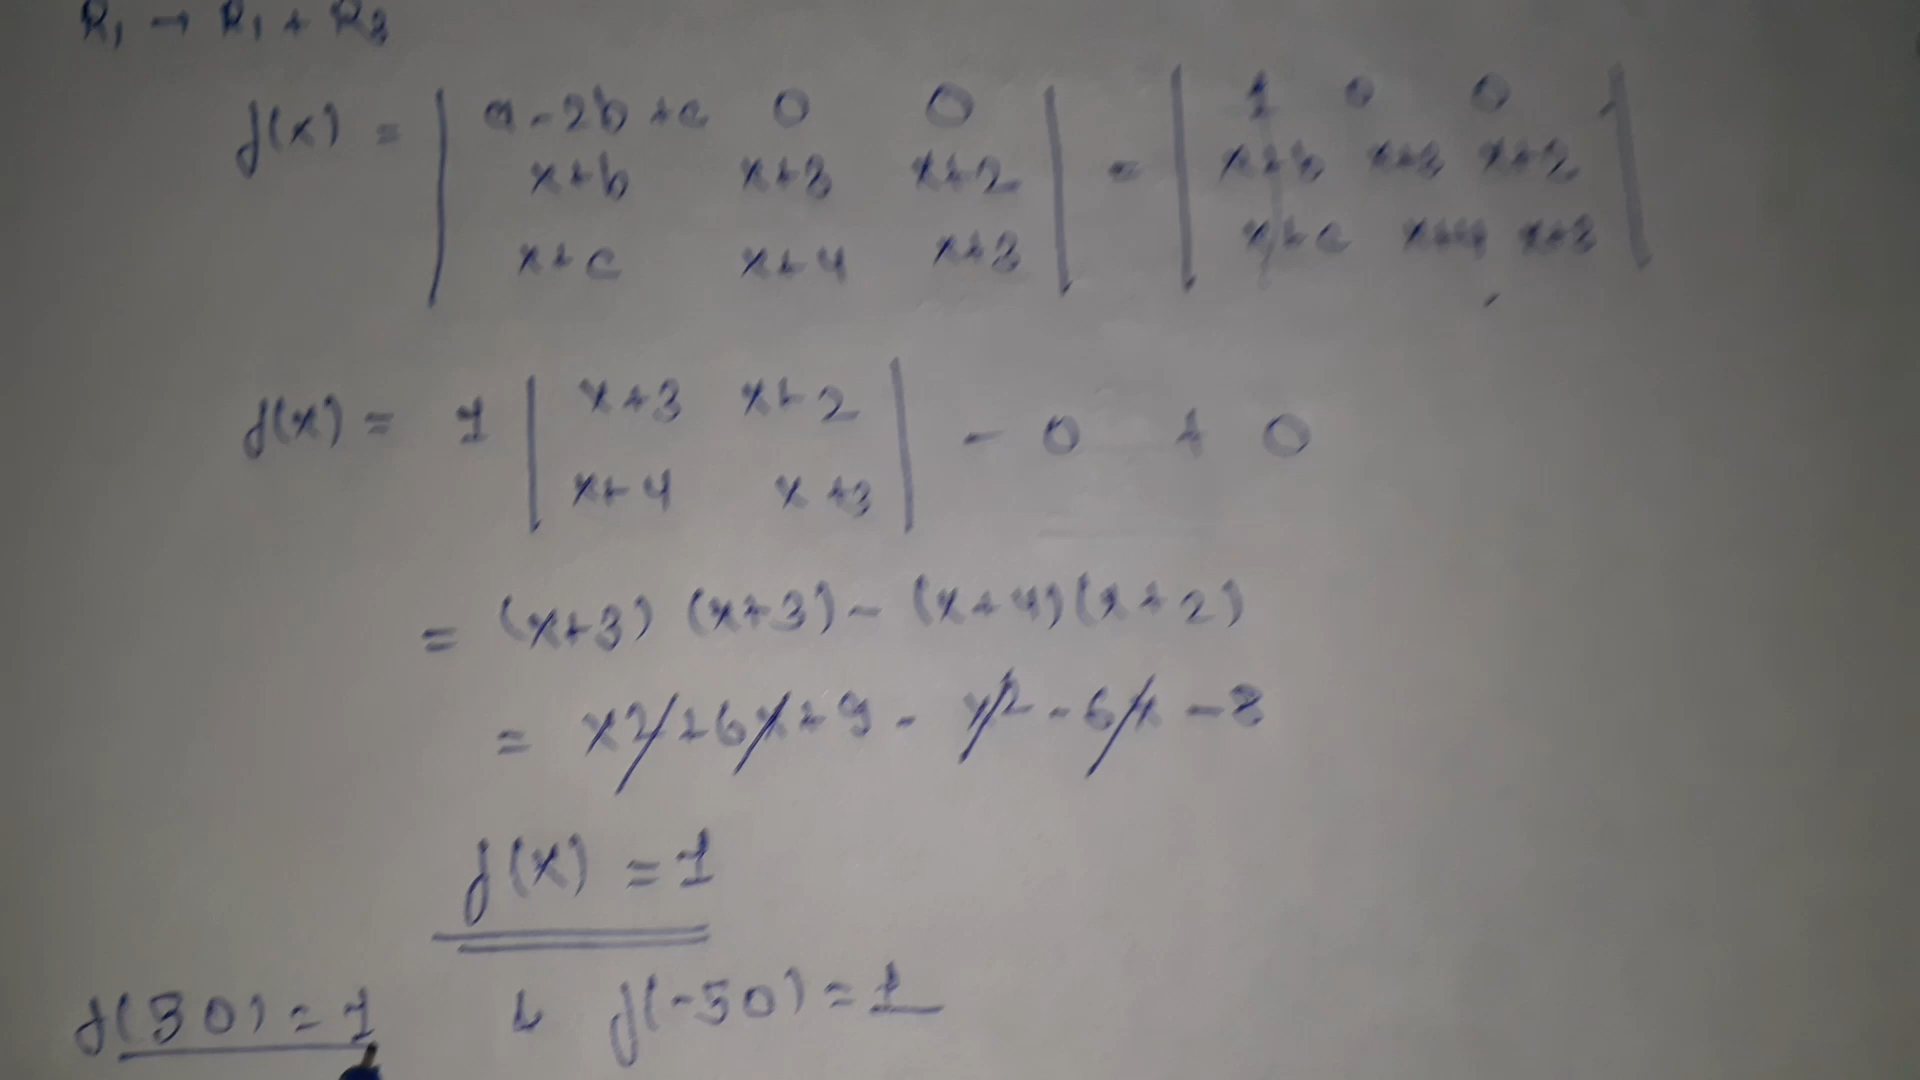 R₁ → R₁ + R₃
f(x) = | a-2b+c 0 0 | = | 1 0 0 |
| x+b x+3 x+2 | | x+b x+3 x+2 |
| x+c x+4 x+3 | | x+c x+4 x+3 |
f(x) = 1 | x+3 x+2 | - 0 + 0
| x+4 x+3 |
= (x+3) (x+3) - (x+4)(x+2)
= x²+6x+9 - x² - 6x - 8
f(x) = 1
f(50) = 1 & f(-50) = 1